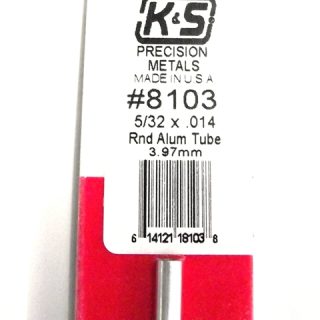 K&S
PRECISION
METALS
MADE IN U.S.A
#8103
5/32 x .014
Rnd Alum Tube
3.97mm
6 14121 18103 8